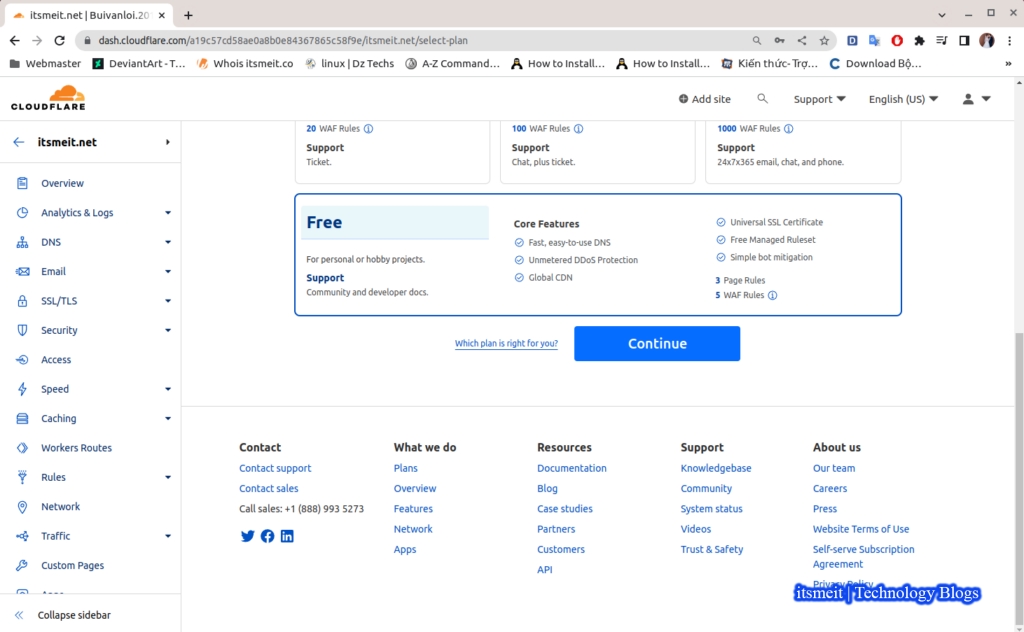 itsmeit.net | Buivanloi.20
dash.cloudflare.com/a19c57cd58ae0a8b0e84367865c58f9e/itsmeit.net/select-plan
Webmaster
DeviantArt - T...
Whois itsmeit.co
linux | Dz Techs
A-Z Command...
How to Install...
How to Install...
Kiến thức- Trợ...
Download Bộ...
CLOUDFLARE
Add site
Support
English (US)
itsmeit.net
Overview
Analytics & Logs
DNS
Email
SSL/TLS
Security
Access
Speed
Caching
Workers Routes
Rules
Network
Traffic
Custom Pages
Collapse sidebar
20 WAF Rules
Support
Ticket.
100 WAF Rules
Support
Chat, plus ticket.
1000 WAF Rules
Support
24x7x365 email, chat, and phone.
Free
For personal or hobby projects.
Support
Community and developer docs.
Core Features
Fast, easy-to-use DNS
Unmetered DDoS Protection
Global CDN
Universal SSL Certificate
Free Managed Ruleset
Simple bot mitigation
3 Page Rules
5 WAF Rules
Which plan is right for you?
Continue
Contact
Contact support
Contact sales
Call sales: +1 (888) 993 5273
What we do
Plans
Overview
Features
Network
Apps
Resources
Documentation
Blog
Case studies
Partners
Customers
API
Support
Knowledgebase
Community
System status
Videos
Trust & Safety
About us
Our team
Careers
Press
Website Terms of Use
Self-serve Subscription
Agreement
Privacy Policy
itsmeit | Technology Blogs